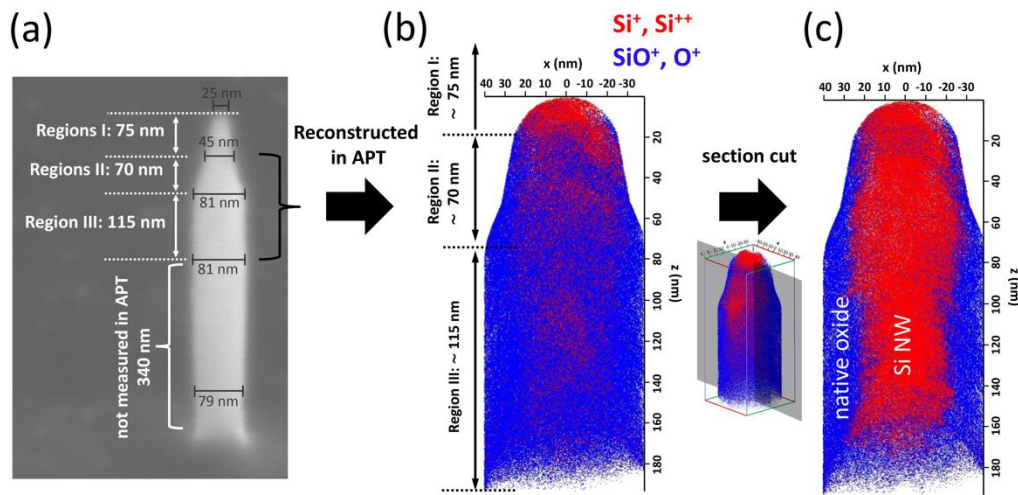 (a)
25 nm
Regions I: 75 nm
45 nm
Regions II: 70 nm
81 nm
Region III: 115 nm
81 nm
not measured in APT
340 nm
79 nm
Reconstructed
in APT
(b)
Si⁺, Si⁺⁺
SiO⁺, O⁺
Region I:
~ 75 nm
Region II:
~ 70 nm
Region III: ~ 115 nm
x (nm)
40 30 20 10 0 -10 -20 -30
20
40
60
80
z (nm)
100
120
140
160
180
section cut
(c)
x (nm)
40 30 20 10 0 -10 -20 -30
native oxide
Si NW
20
40
60
80
z (nm)
100
120
140
160
180